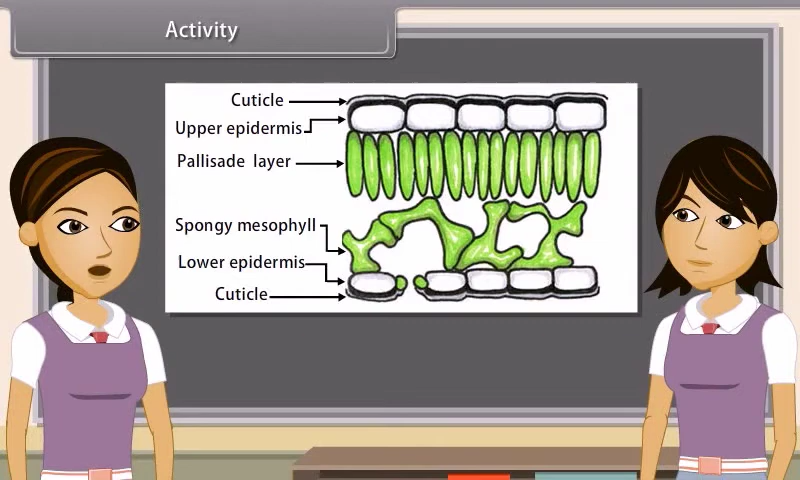 Activity
Cuticle
Upper epidermis
Pallisade layer
Spongy mesophyll
Lower epidermis
Cuticle